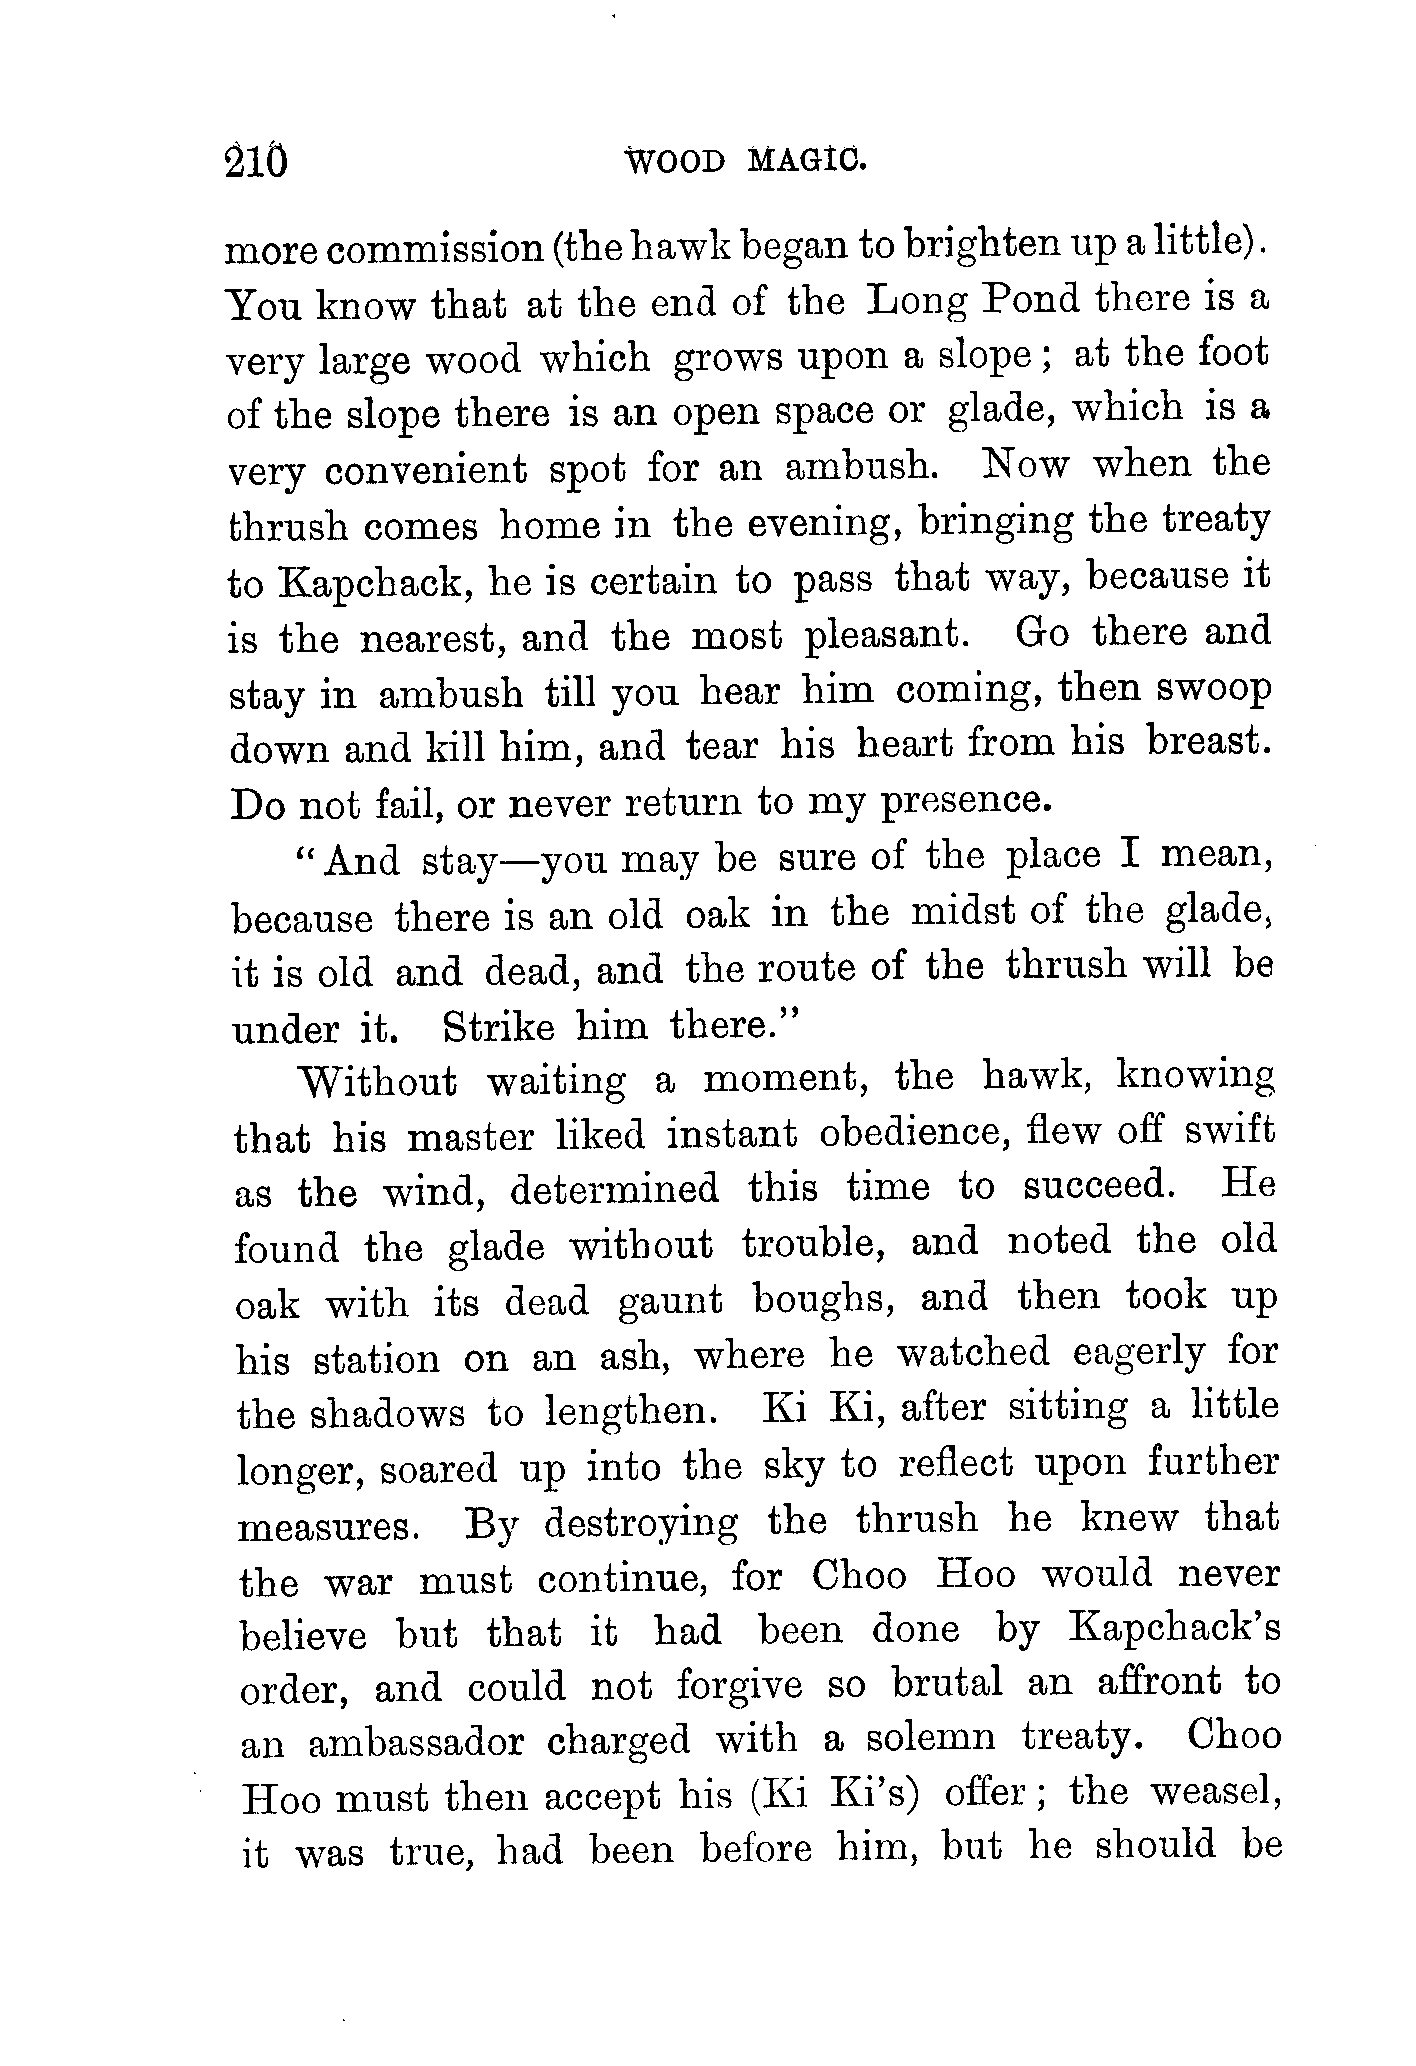 210 WOOD MAGIC.
more commission (the hawk began to brighten up a little).
You know that at the end of the Long Pond there is a
very large wood which grows upon a slope; at the foot
of the slope there is an open space or glade, which is a
very convenient spot for an ambush. Now when the
thrush comes home in the evening, bringing the treaty
to Kapchack, he is certain to pass that way, because it
is the nearest, and the most pleasant. Go there and
stay in ambush till you hear him coming, then swoop
down and kill him, and tear his heart from his breast.
Do not fail, or never return to my presence.
“And stay—you may be sure of the place I mean,
because there is an old oak in the midst of the glade,
it is old and dead, and the route of the thrush will be
under it. Strike him there.”
Without waiting a moment, the hawk, knowing
that his master liked instant obedience, flew off swift
as the wind, determined this time to succeed. He
found the glade without trouble, and noted the old
oak with its dead gaunt boughs, and then took up
his station on an ash, where he watched eagerly for
the shadows to lengthen. Ki Ki, after sitting a little
longer, soared up into the sky to reflect upon further
measures. By destroying the thrush he knew that
the war must continue, for Choo Hoo would never
believe but that it had been done by Kapchack’s
order, and could not forgive so brutal an affront to
an ambassador charged with a solemn treaty. Choo
Hoo must then accept his (Ki Ki’s) offer; the weasel,
it was true, had been before him, but he should be